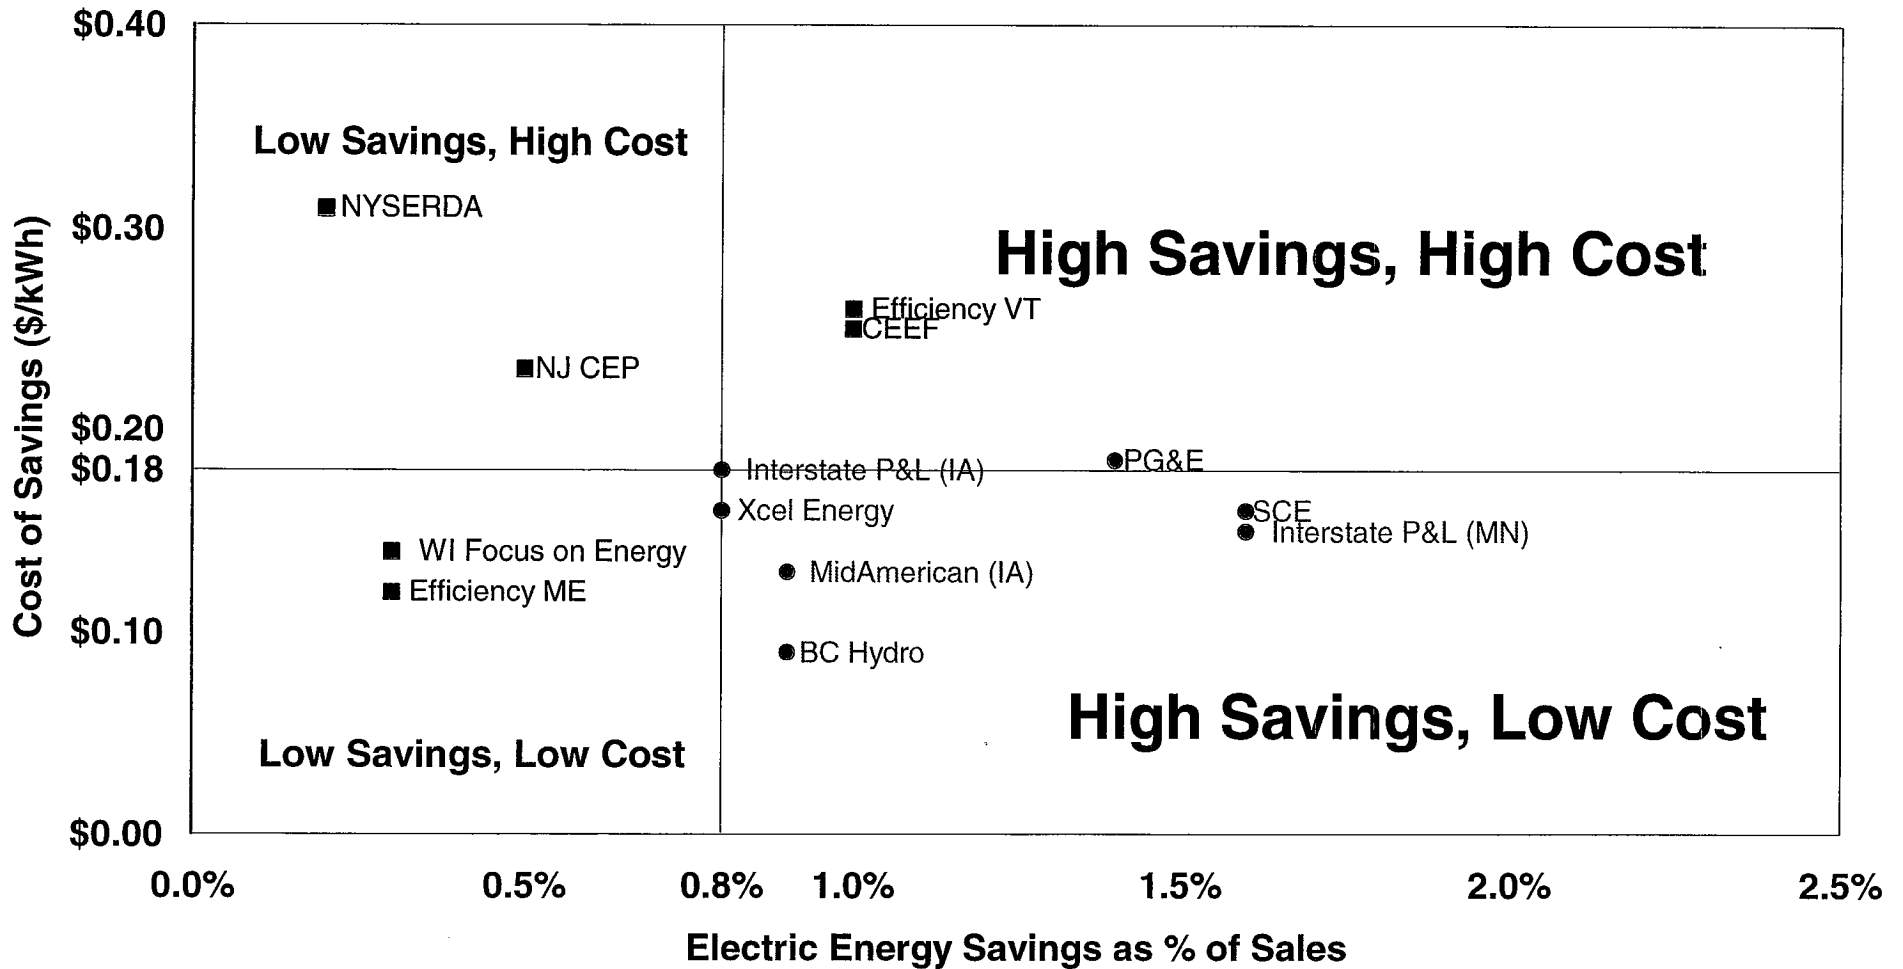 $0.40
Low Savings, High Cost
NYSERDA
$0.30
High Savings, High Cost
Efficiency VT
CEEF
NJ CEP
Cost of Savings ($/kWh)
$0.20
$0.18
Interstate P&L (IA)
PG&E
Xcel Energy
SCE
Interstate P&L (MN)
WI Focus on Energy
MidAmerican (IA)
Efficiency ME
$0.10
BC Hydro
High Savings, Low Cost
Low Savings, Low Cost
$0.00
0.0% 0.5% 0.8% 1.0% 1.5% 2.0% 2.5%
Electric Energy Savings as % of Sales